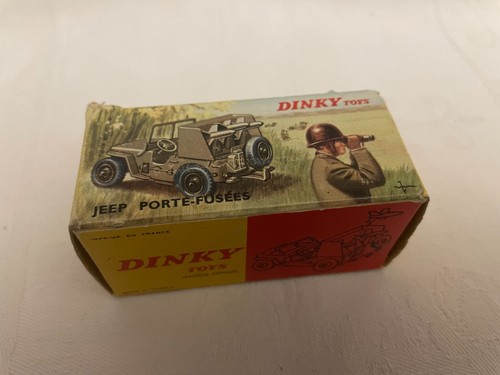 DINKY TOYS
JEEP PORTE-FUSÉES
DINKY
TOYS